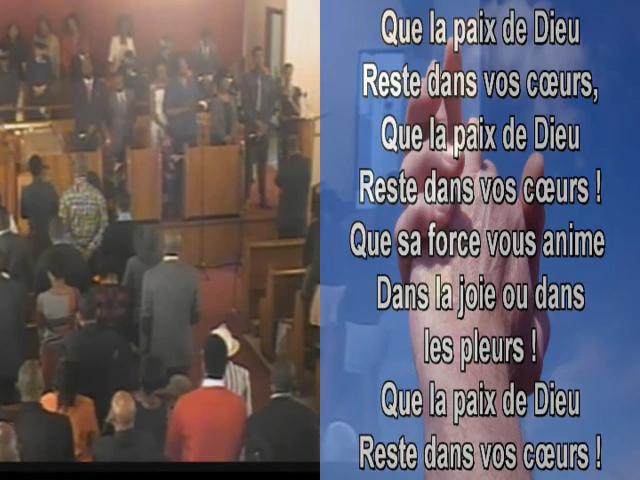 Que la paix de Dieu
Reste dans vos cœurs,
Que la paix de Dieu
Reste dans vos cœurs !
Que sa force vous anime
Dans la joie ou dans
les pleurs !
Que la paix de Dieu
Reste dans vos cœurs !